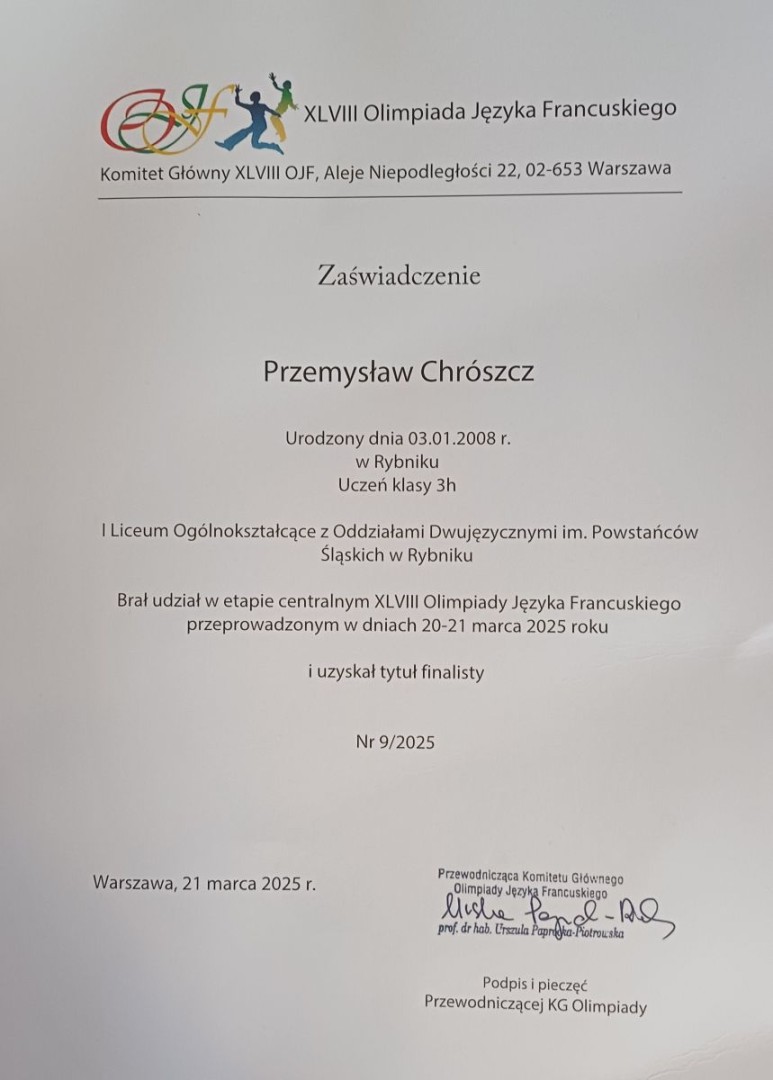 OJF XLVIII Olimpiada Języka Francuskiego
Komitet Główny XLVIII OJF, Aleje Niepodległości 22, 02-653 Warszawa
Zaświadczenie
Przemysław Chrószcz
Urodzony dnia 03.01.2008 r.
w Rybniku
Uczeń klasy 3h
I Liceum Ogólnokształcące z Oddziałami Dwujęzycznymi im. Powstańców
Śląskich w Rybniku
Brał udział w etapie centralnym XLVIII Olimpiady Języka Francuskiego
przeprowadzonym w dniach 20-21 marca 2025 roku
i uzyskał tytuł finalisty
Nr 9/2025
Warszawa, 21 marca 2025 r.
Przewodnicząca Komitetu Głównego
Olimpiady Języka Francuskiego
prof. dr hab. Urszula Paprocka-Piotrowska
Podpis i pieczęć
Przewodniczącej KG Olimpiady